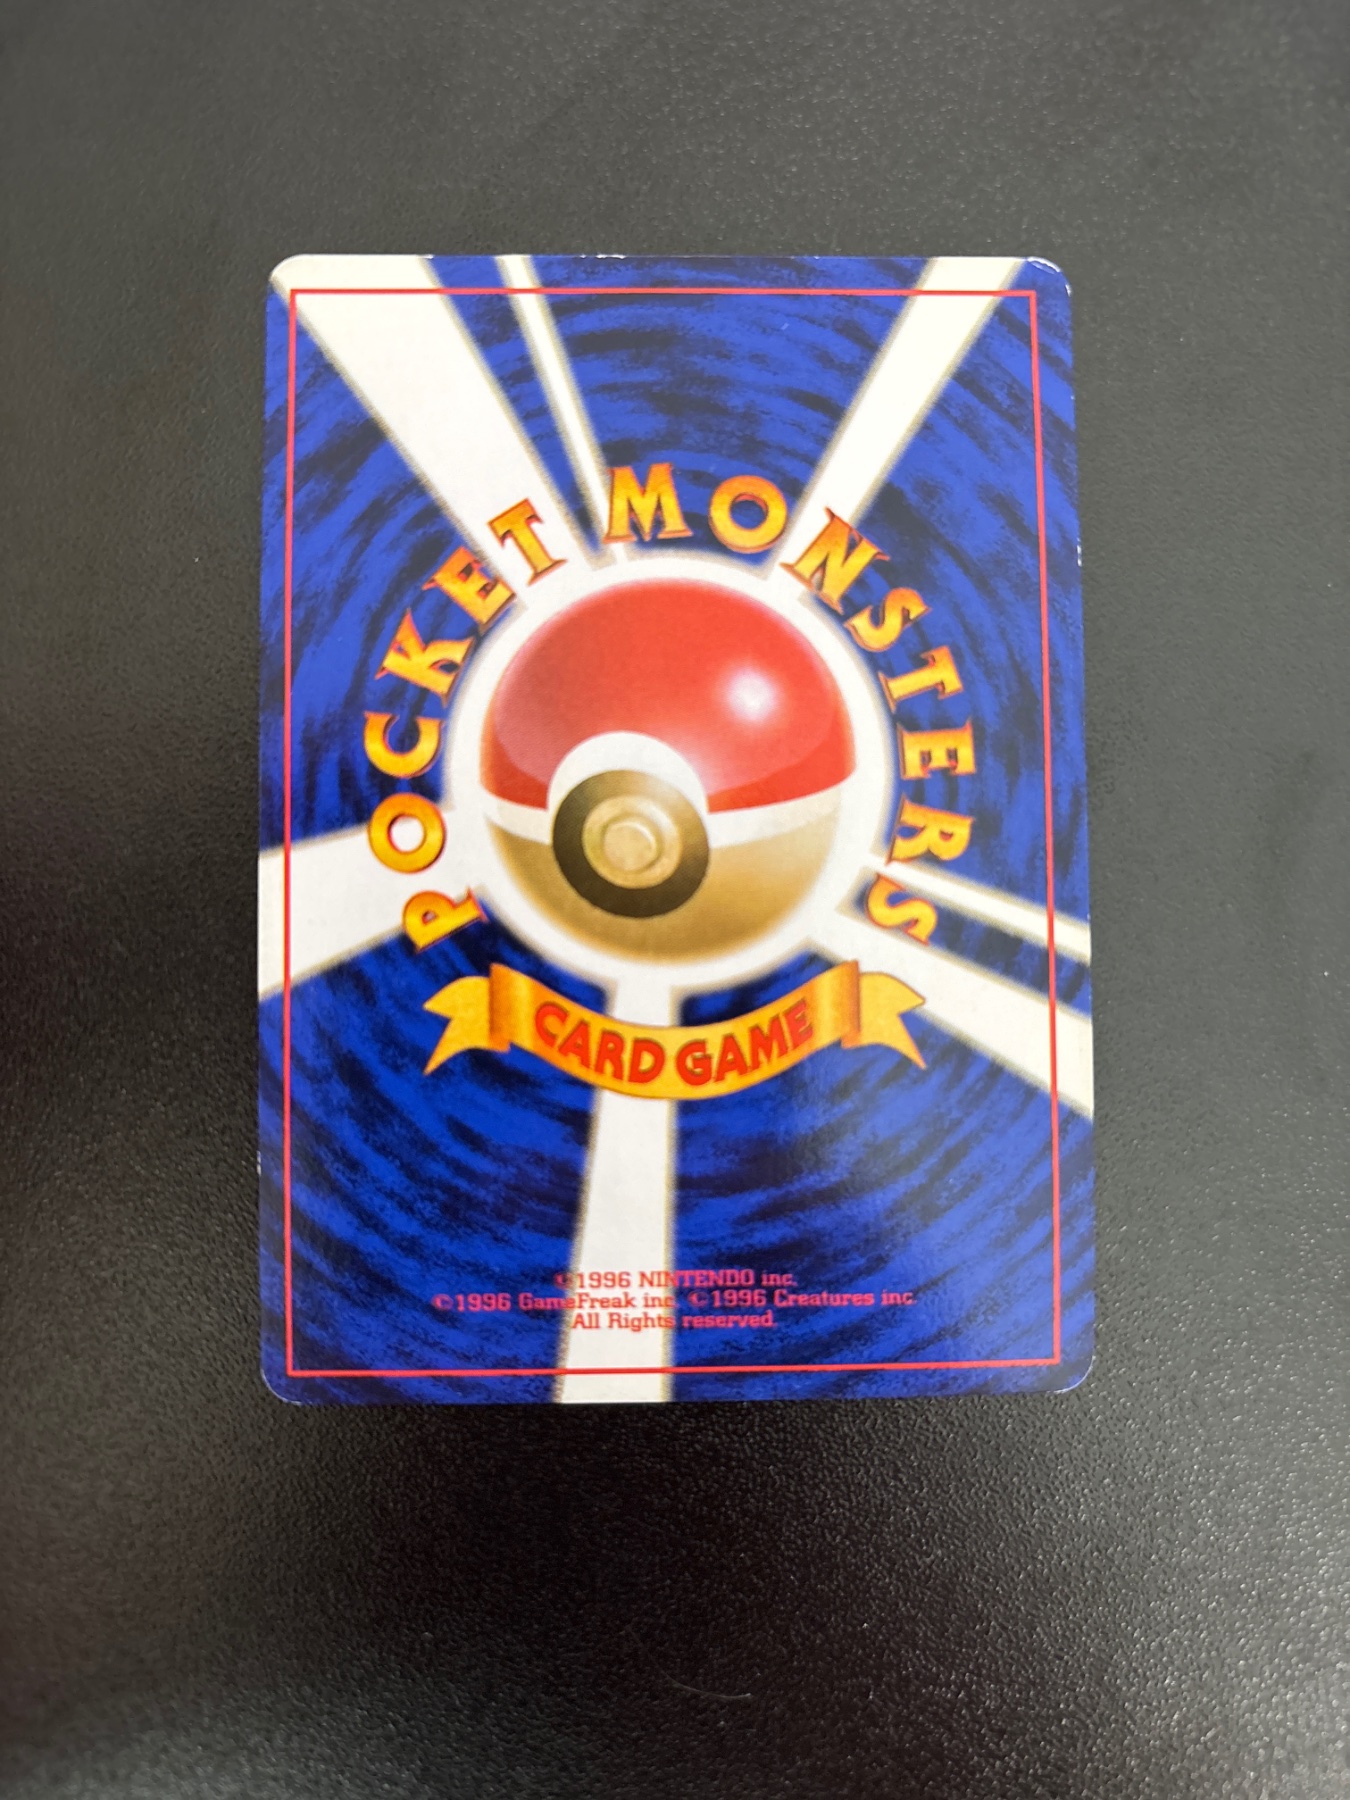 POCKET MONSTERS
CARD GAME
©1996 NINTENDO inc.
©1996 GameFreak inc. ©1996 Creatures inc.
All Rights reserved.